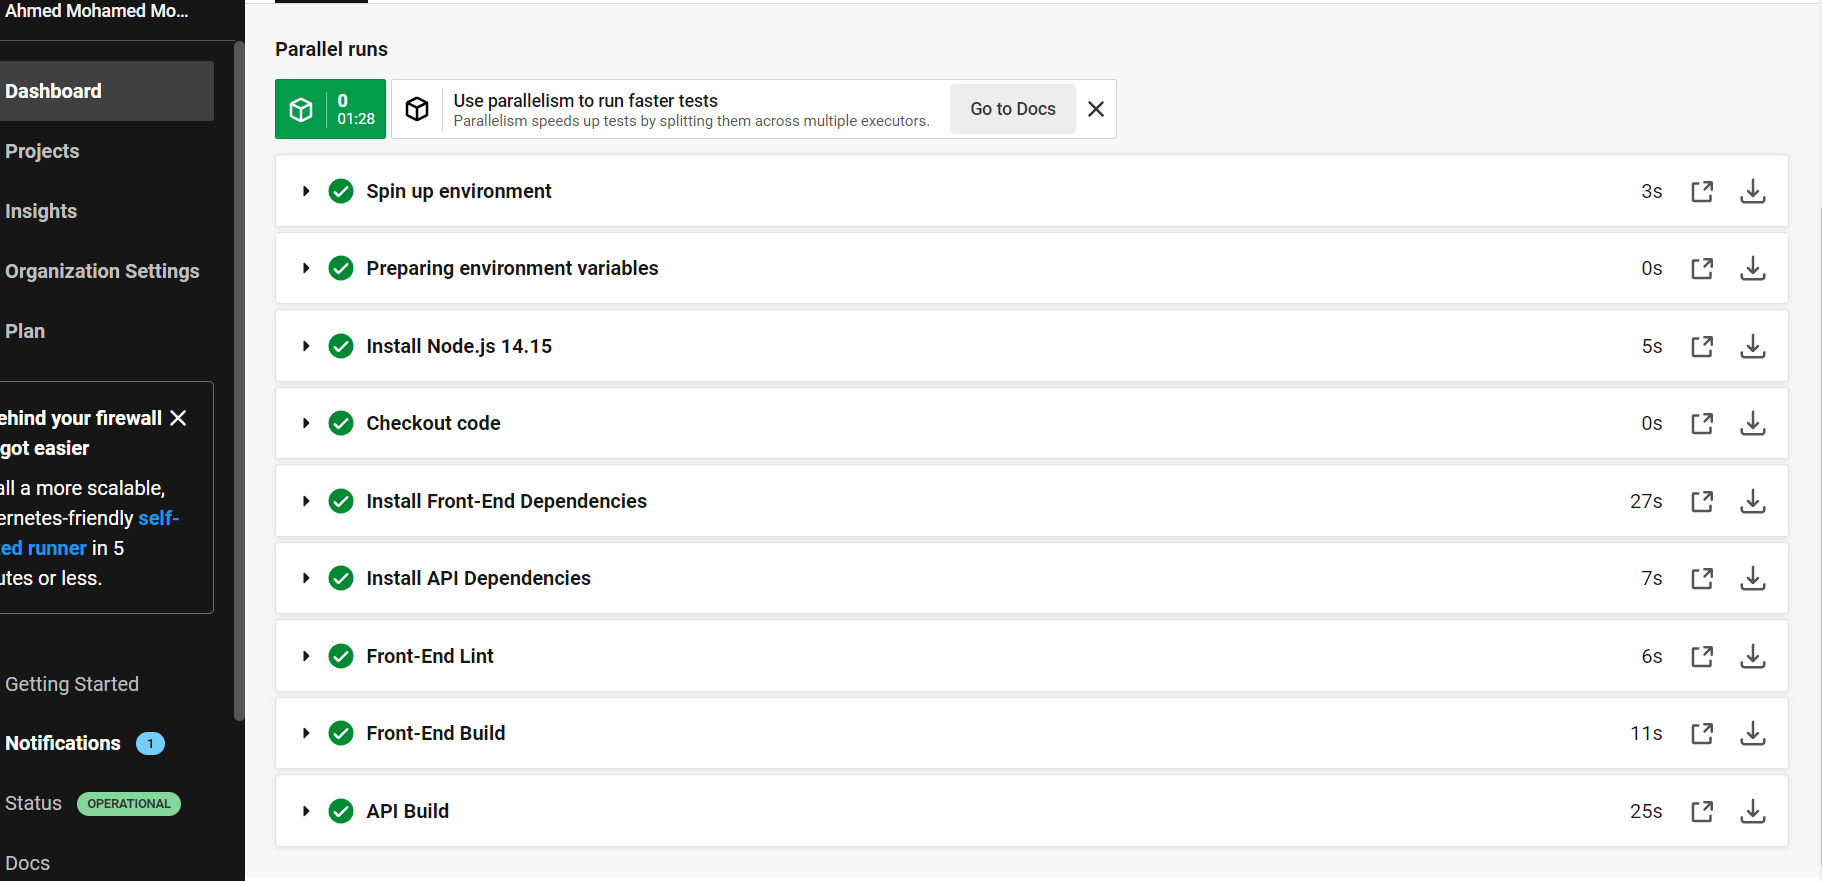 Ahmed Mohamed Mo...
Dashboard
Projects
Insights
Organization Settings
Plan
ehind your firewall
got easier
all a more scalable,
ernetes-friendly self-
ted runner in 5
utes or less.
Getting Started
Notifications 1
Status OPERATIONAL
Docs
Parallel runs
0
01:28
Use parallelism to run faster tests
Parallelism speeds up tests by splitting them across multiple executors.
Go to Docs
Spin up environment 3s
Preparing environment variables 0s
Install Node.js 14.15 5s
Checkout code 0s
Install Front-End Dependencies 27s
Install API Dependencies 7s
Front-End Lint 6s
Front-End Build 11s
API Build 25s